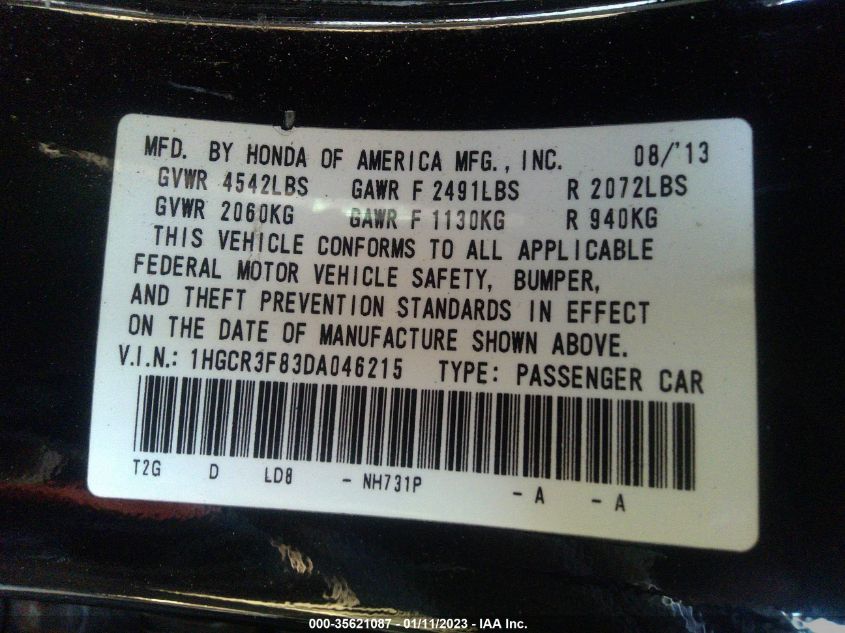 MFD. BY HONDA OF AMERICA MFG., INC. 08/'13
GVWR 4542LBS GAWR F 2491LBS R 2072LBS
GVWR 2060KG GAWR F 1130KG R 940KG
THIS VEHICLE CONFORMS TO ALL APPLICABLE
FEDERAL MOTOR VEHICLE SAFETY, BUMPER,
AND THEFT PREVENTION STANDARDS IN EFFECT
ON THE DATE OF MANUFACTURE SHOWN ABOVE.
V.I.N.: 1HGCR3F83DA046215 TYPE: PASSENGER CAR
T2G D LD8 - NH731P - A - A
000-35621087 - 01/11/2023 - IAA Inc.